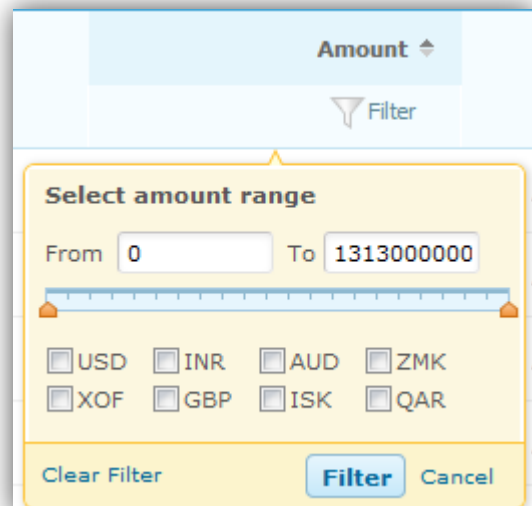 Amount
Filter
Select amount range
From 0 To 1313000000
USD INR AUD ZMK
XOF GBP ISK QAR
Clear Filter Filter Cancel